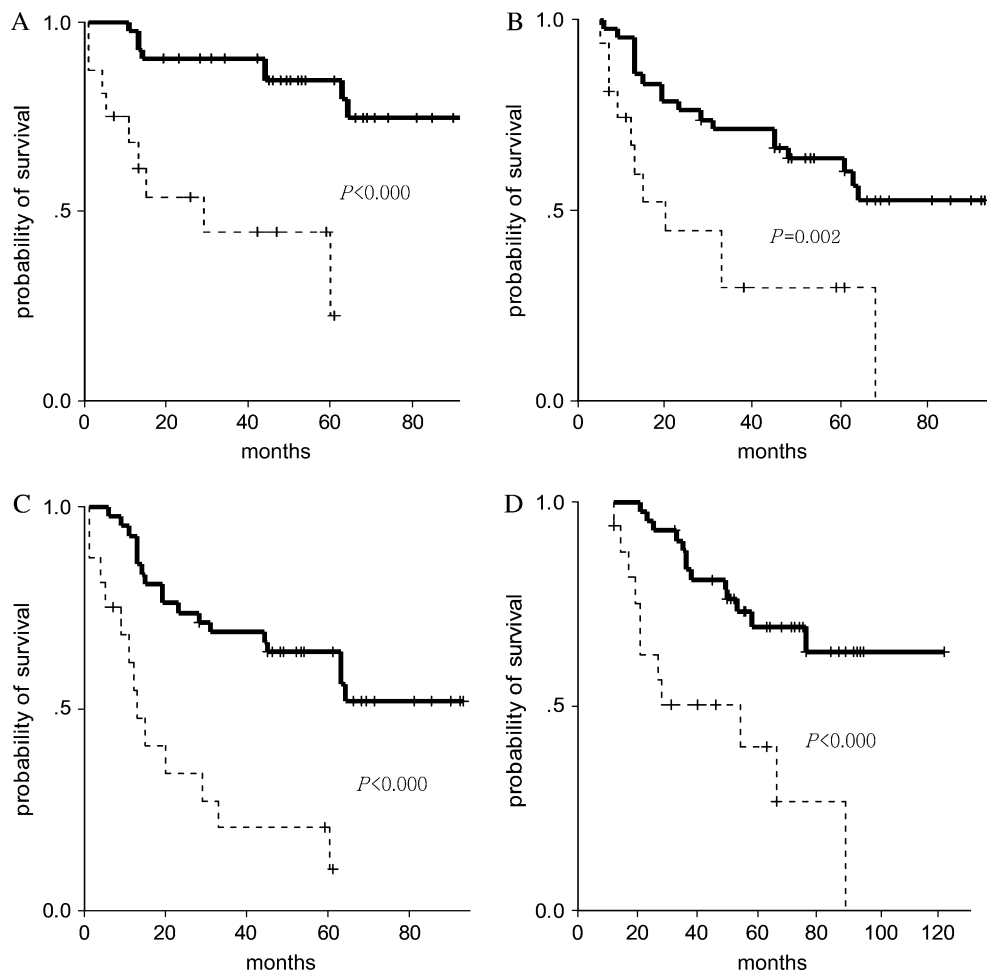 A
1.0
.5
0.0
probability of survival
P<0.000
0 20 40 60 80
months
B
1.0
.5
0.0
probability of survival
P=0.002
0 20 40 60 80
months
C
1.0
.5
0.0
probability of survival
P<0.000
0 20 40 60 80
months
D
1.0
.5
0.0
probability of survival
P<0.000
0 20 40 60 80 100 120
months